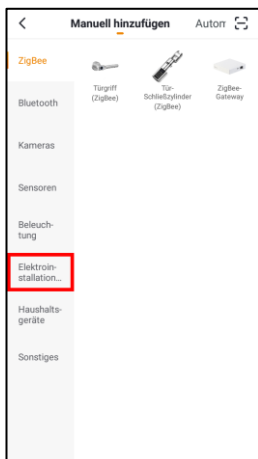 Manuell hinzufügen Autom
ZigBee
Türgriff
(ZigBee)
Tür-
Schließzylinder
(ZigBee)
ZigBee-
Gateway
Bluetooth
Kameras
Sensoren
Beleuch-
tung
Elektroin-
stallation...
Haushalts-
geräte
Sonstiges